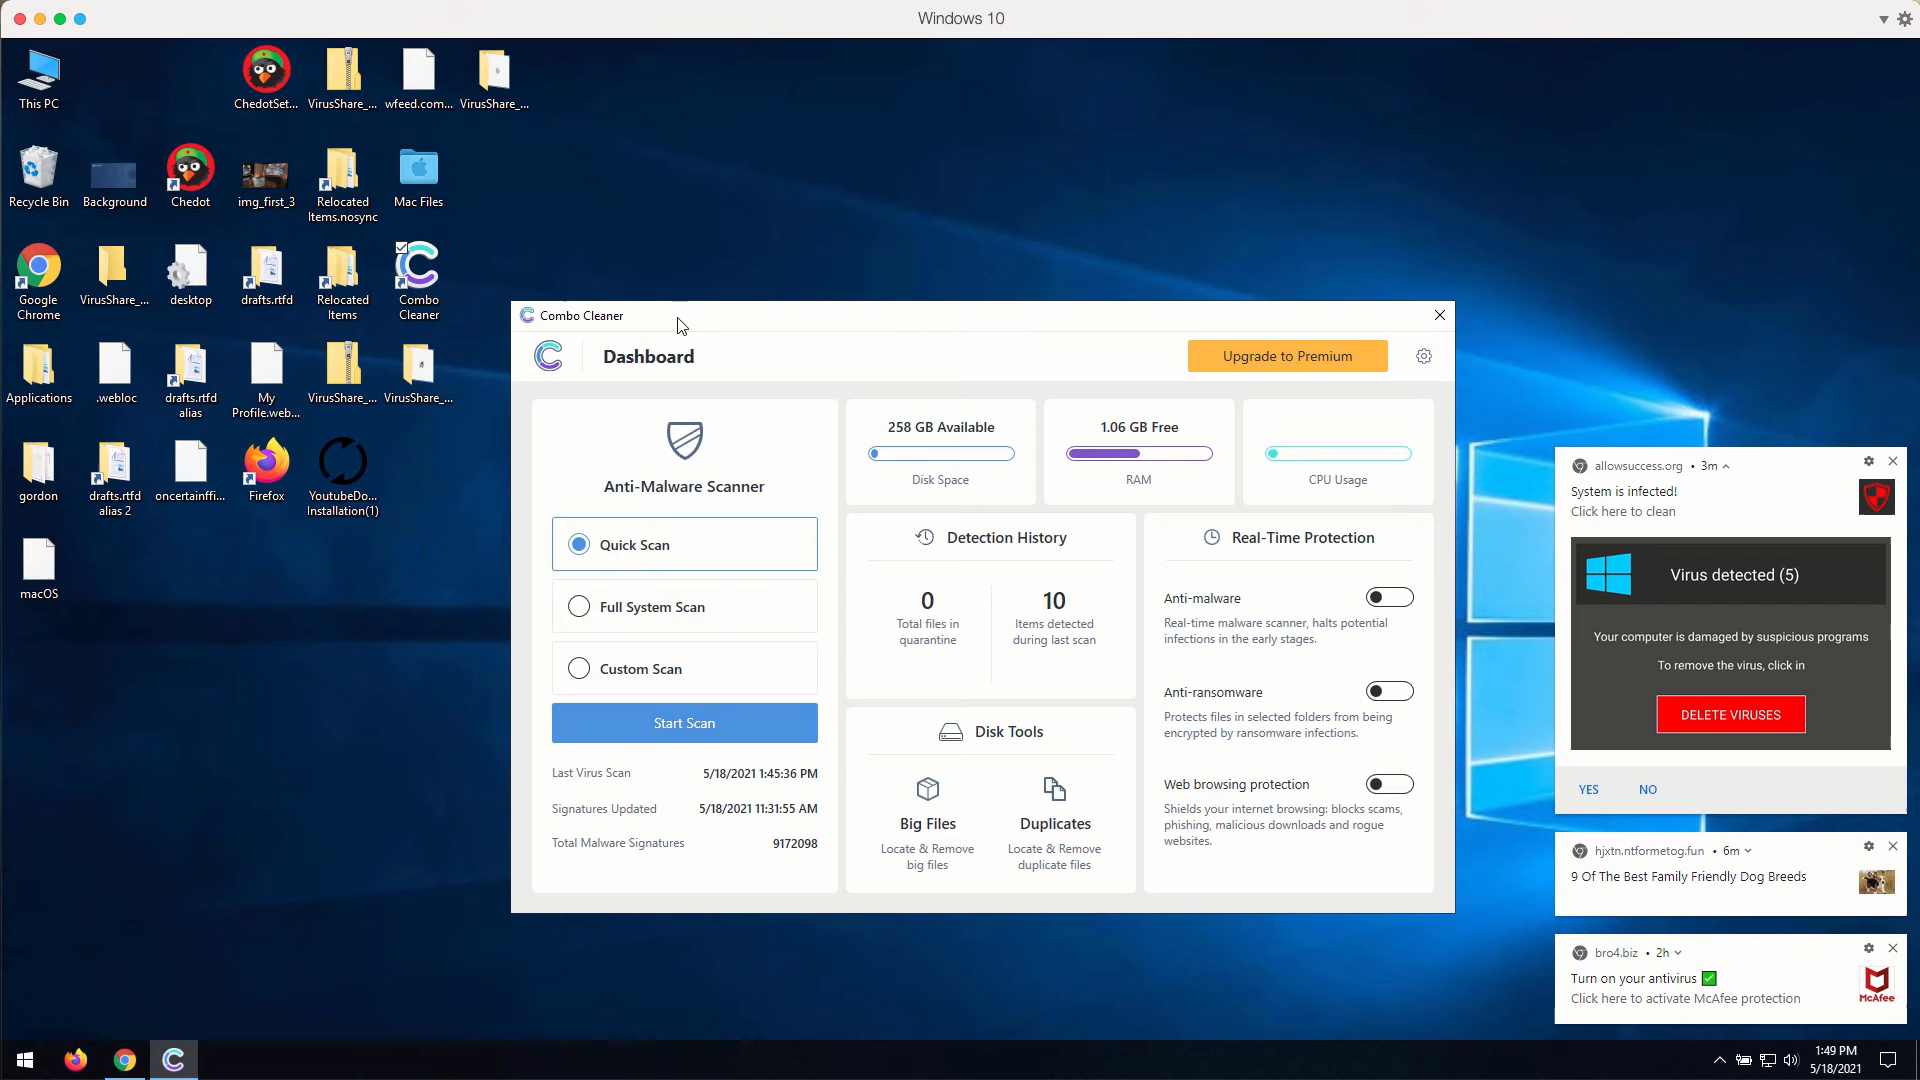 Windows 10
This PC
ChedotSet...
VirusShare_...
wfeed.com...
VirusShare_...
Recycle Bin
Background
Chedot
img_first_3
Relocated
Items.nosync
Mac Files
Google
Chrome
VirusShare_...
desktop
drafts.rtfd
Relocated
Items
Combo
Cleaner
Applications
.webloc
drafts.rtfd
alias
My
Profile.web...
VirusShare_...
VirusShare_...
gordon
drafts.rtfd
alias 2
oncertainffi...
Firefox
YoutubeDo...
Installation(1)
macOS
Combo Cleaner
Dashboard
Upgrade to Premium
Anti-Malware Scanner
Quick Scan
Full System Scan
Custom Scan
Start Scan
Last Virus Scan 5/18/2021 1:45:36 PM
Signatures Updated 5/18/2021 11:31:55 AM
Total Malware Signatures 9172098
258 GB Available
Disk Space
1.06 GB Free
RAM
CPU Usage
Detection History
0
Total files in
quarantine
10
Items detected
during last scan
Disk Tools
Big Files
Locate & Remove
big files
Duplicates
Locate & Remove
duplicate files
Real-Time Protection
Anti-malware
Real-time malware scanner, halts potential
infections in the early stages.
Anti-ransomware
Protects files in selected folders from being
encrypted by ransomware infections.
Web browsing protection
Shields your internet browsing: blocks scams,
phishing, malicious downloads and rogue
websites.
allowsuccess.org • 3m
System is infected!
Click here to clean
Virus detected (5)
Your computer is damaged by suspicious programs
To remove the virus, click in
DELETE VIRUSES
YES NO
hjxtn.ntformetog.fun • 6m
9 Of The Best Family Friendly Dog Breeds
bro4.biz • 2h
Turn on your antivirus ✅
Click here to activate McAfee protection
McAfee
1:49 PM
5/18/2021